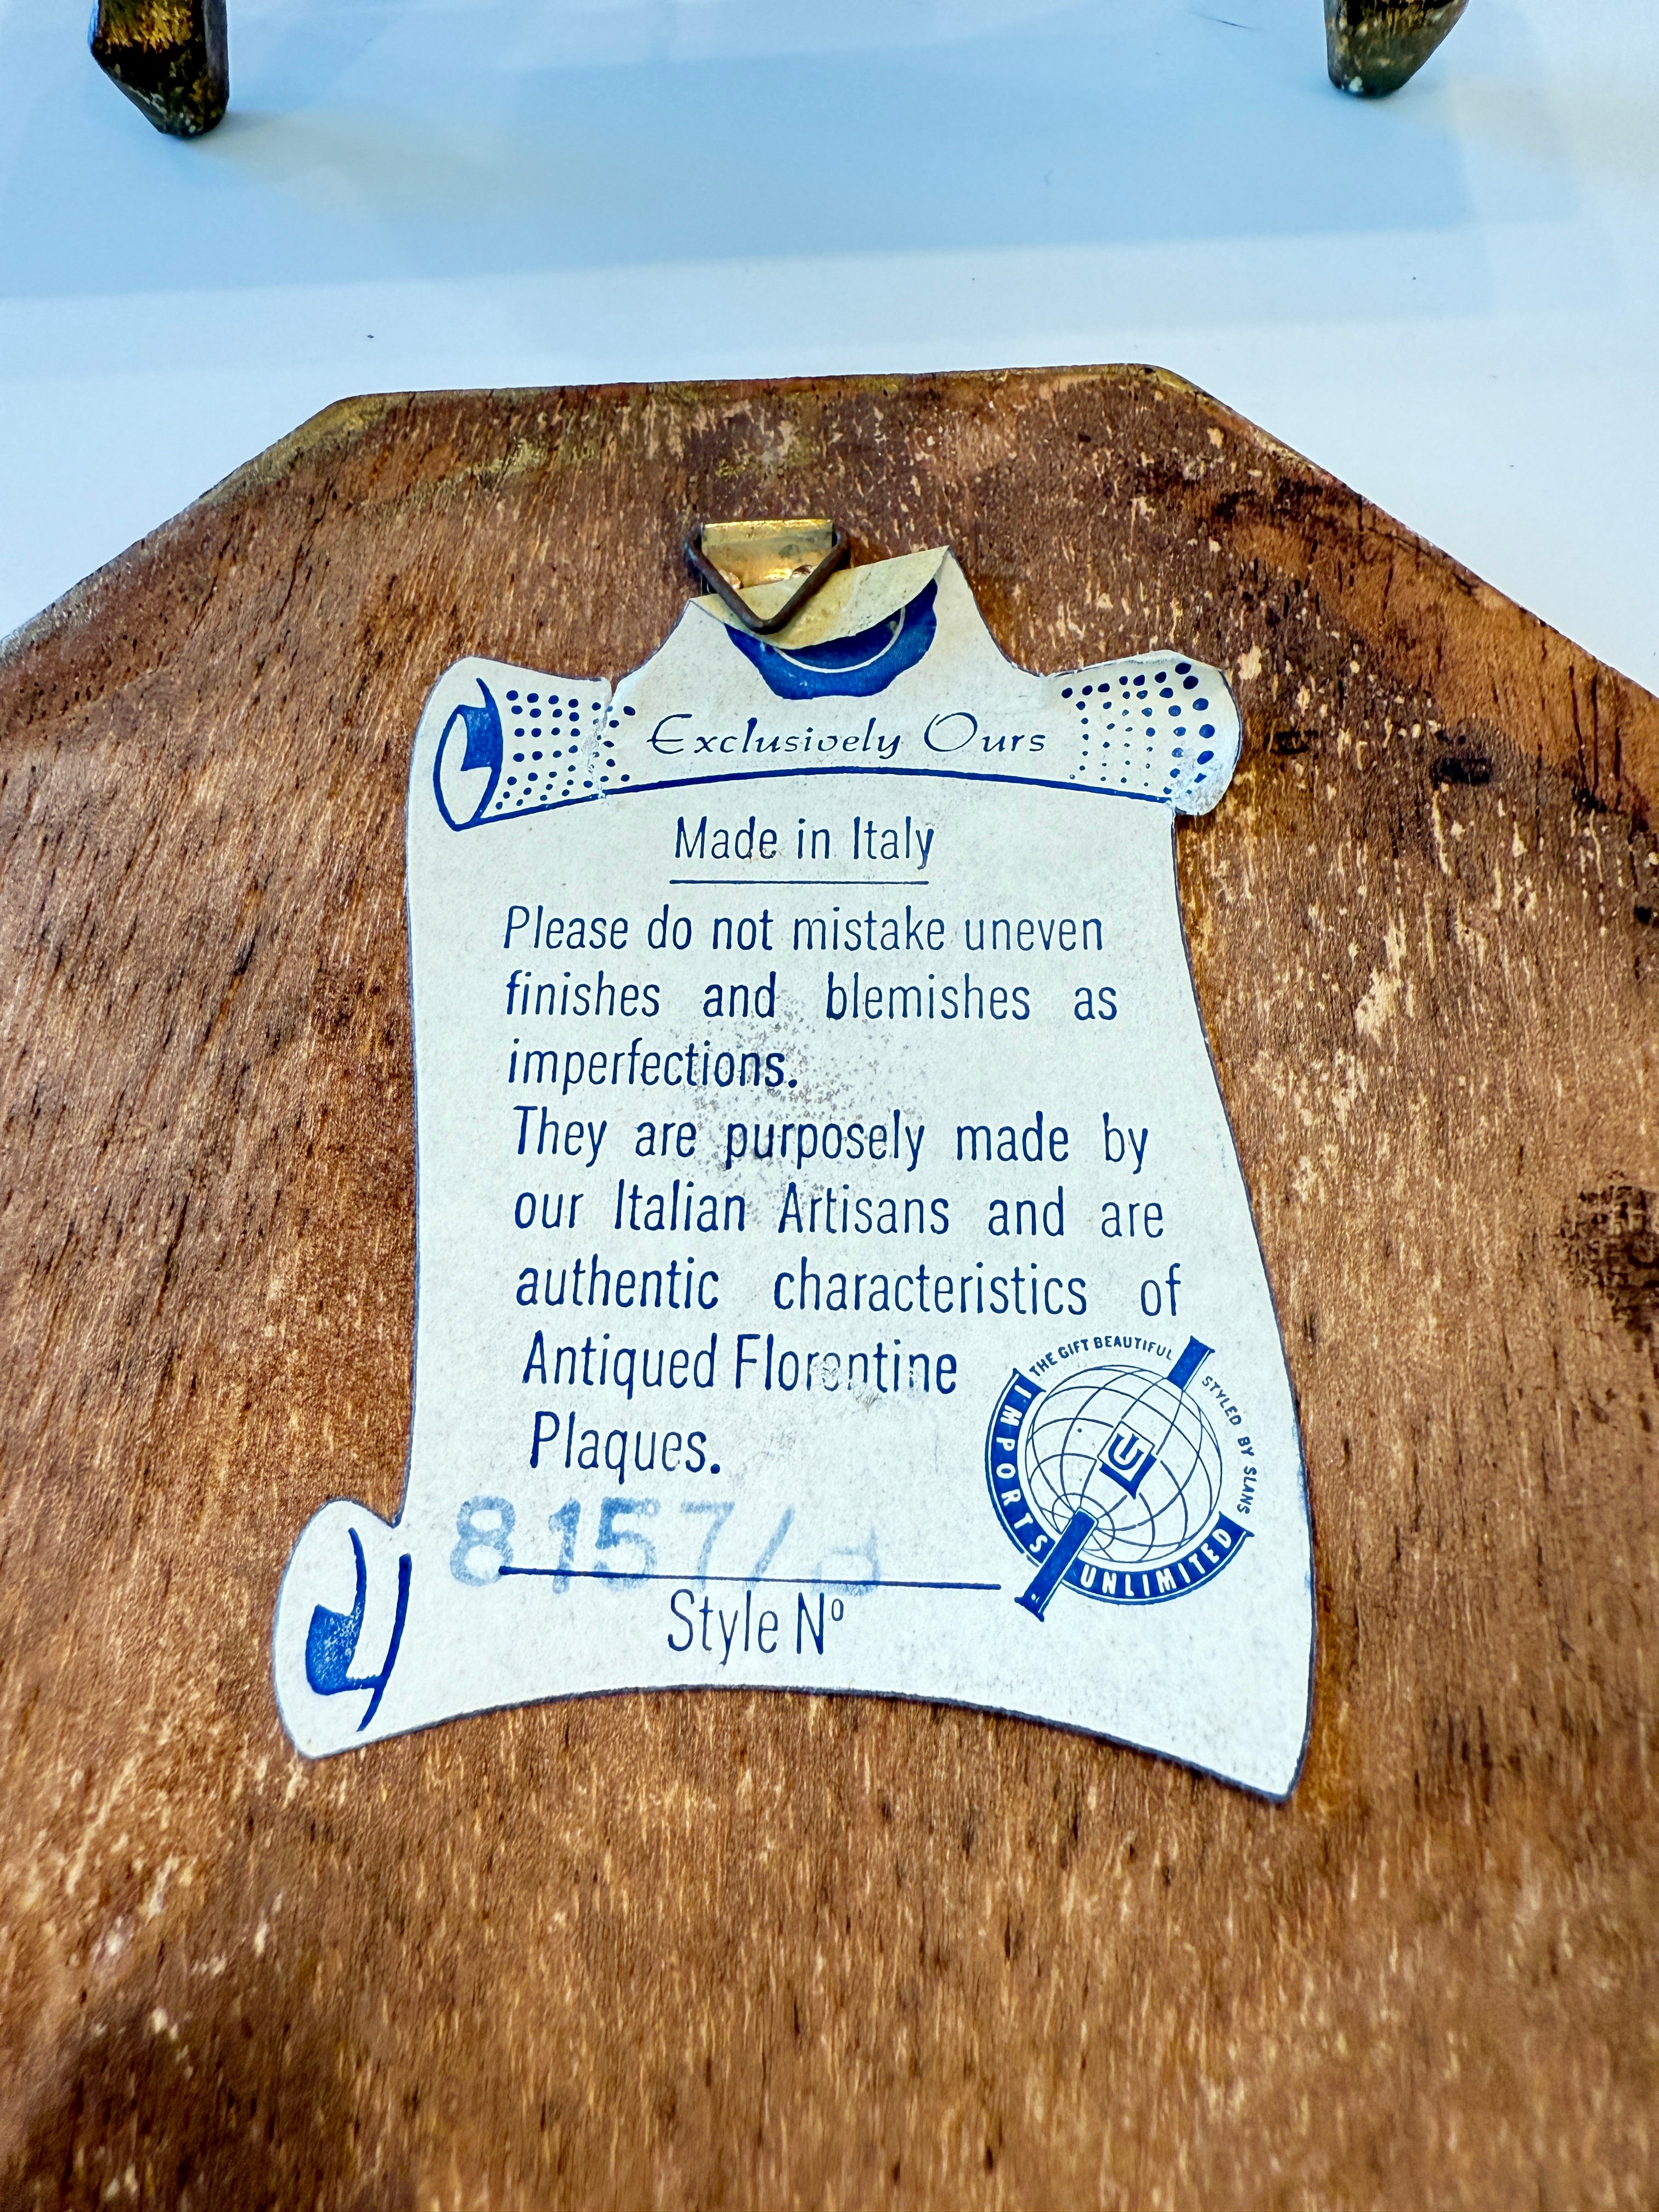 Exclusively Ours
Made in Italy
Please do not mistake uneven
finishes and blemishes as
imperfections.
They are purposely made by
our Italian Artisans and are
authentic characteristics of
Antiqued Florentine
Plaques.
THE GIFT BEAUTIFUL
STYLED BY SLANS
IMPORTS
UNLIMITED
8157/
Style Nº